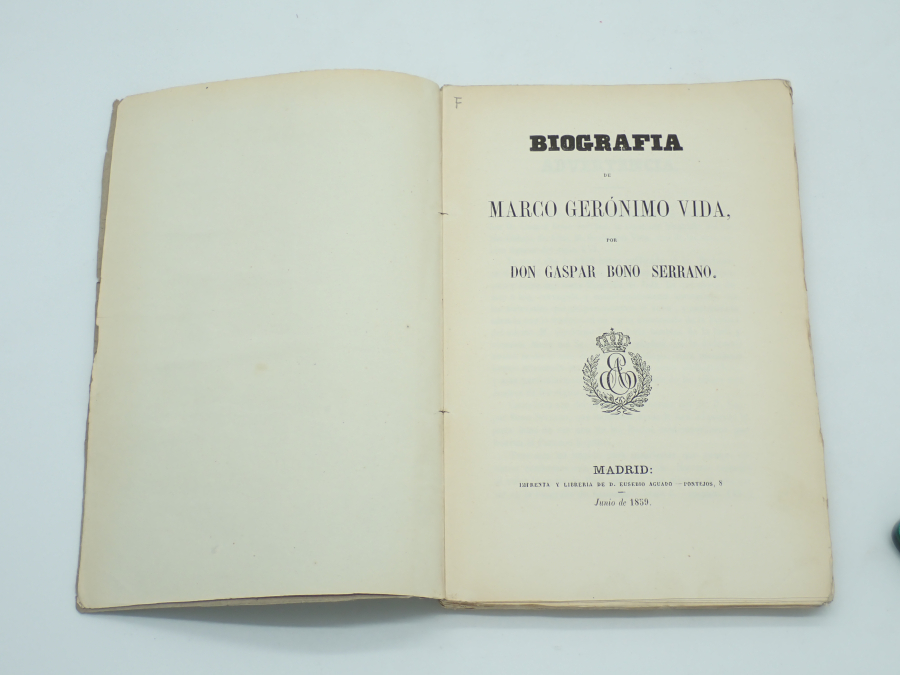 F
BIOGRAFIA
DE
MARCO GERÓNIMO VIDA,
POR
DON GASPAR BONO SERRANO.
MADRID:
IMPRENTA Y LIBRERIA DE D. EUSEBIO AGUADO.—PONTEJOS, 8
Junio de 1859.